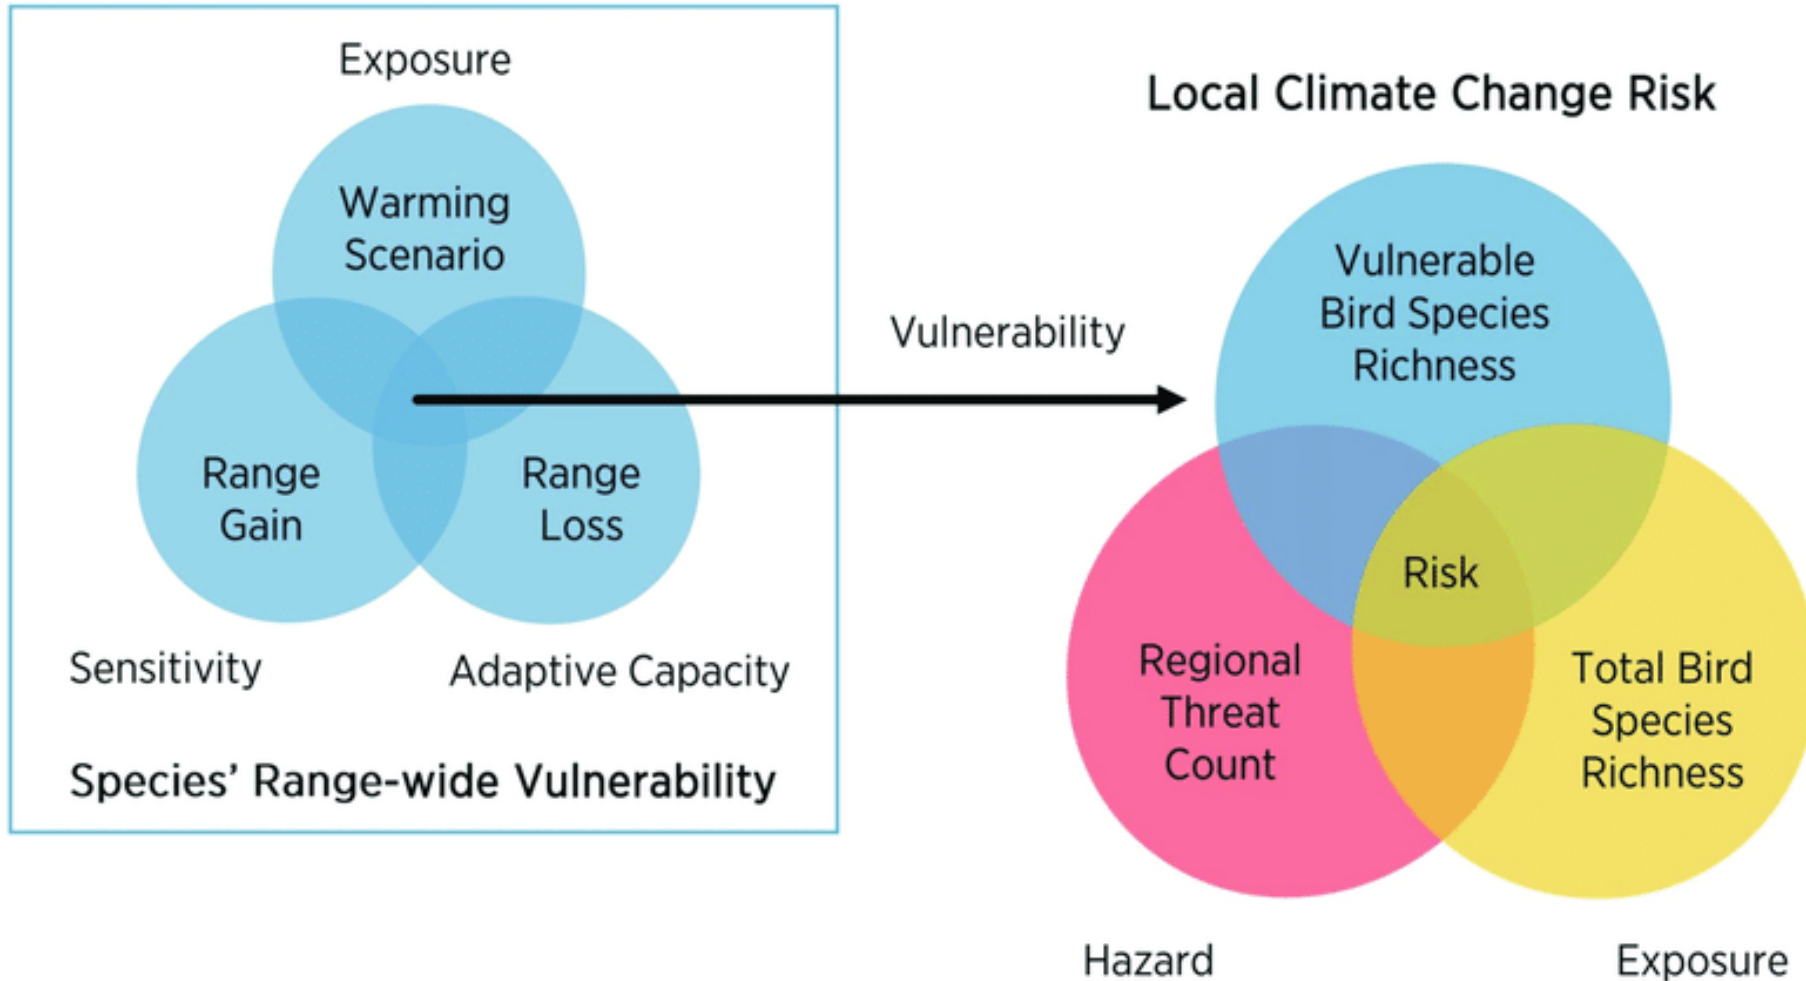 Exposure
Warming
Scenario
Range
Gain
Range
Loss
Sensitivity
Adaptive Capacity
Species’ Range-wide Vulnerability
Vulnerability
Local Climate Change Risk
Vulnerable
Bird Species
Richness
Risk
Regional
Threat
Count
Total Bird
Species
Richness
Hazard
Exposure